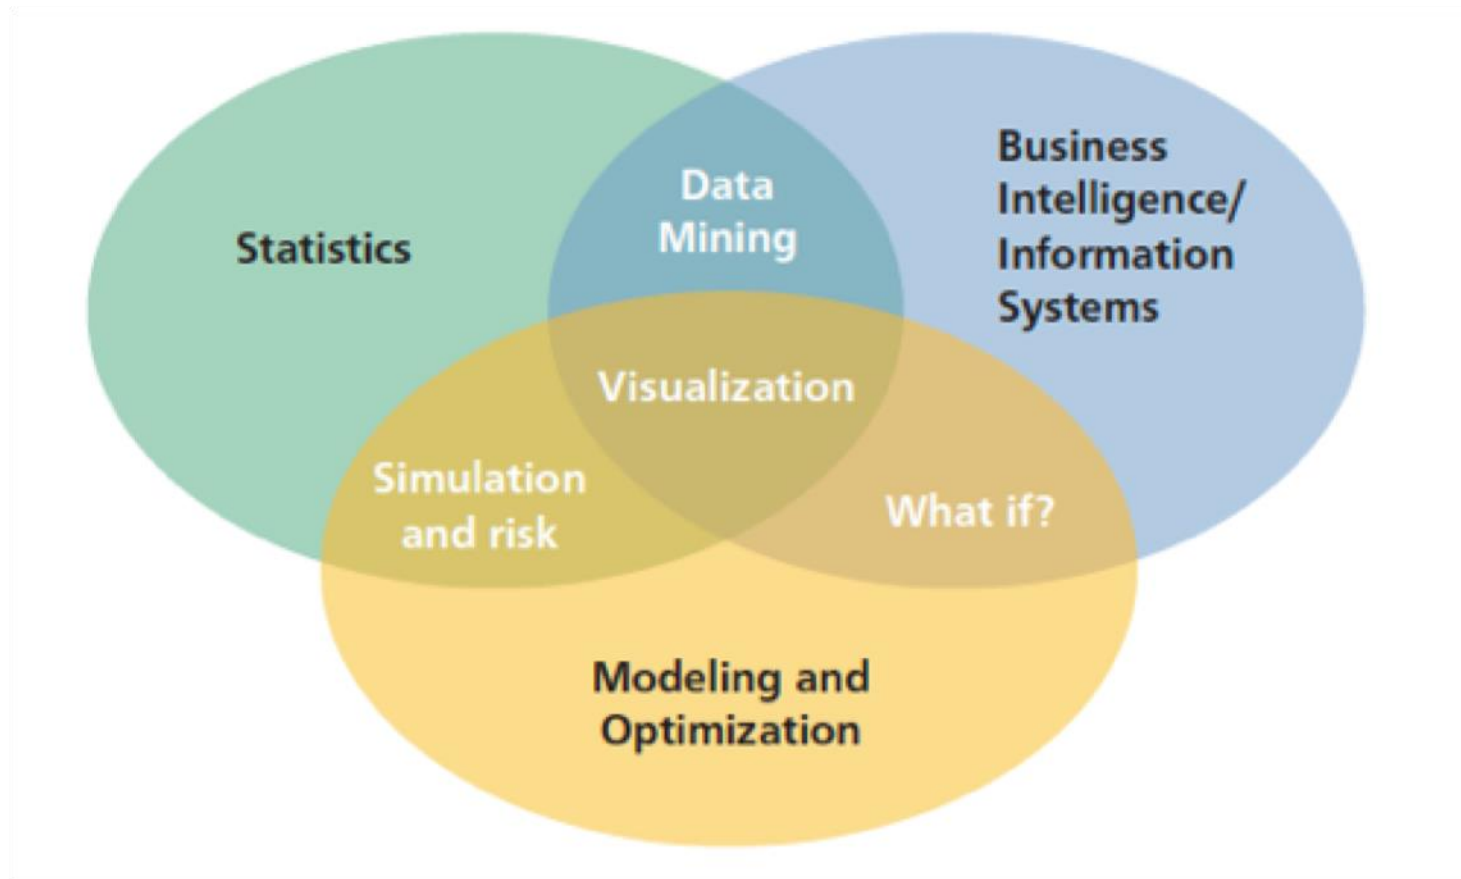 Statistics
Data
Mining
Business
Intelligence/
Information
Systems
Visualization
Simulation
and risk
What if?
Modeling and
Optimization